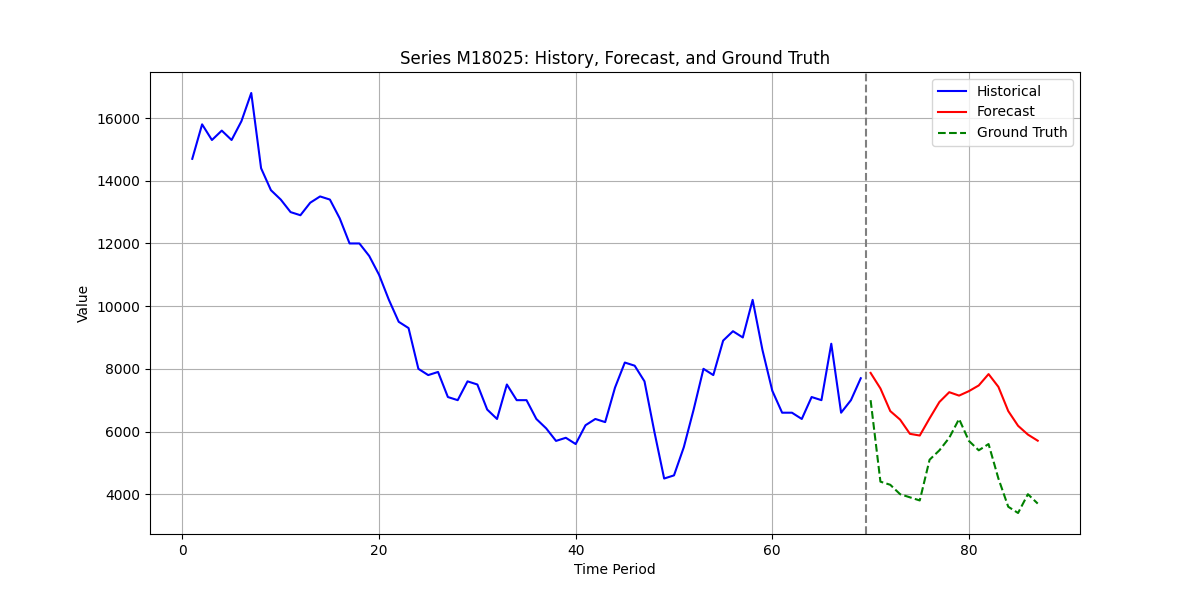 Series M18025: History, Forecast, and Ground Truth
Historical
Forecast
Ground Truth
Value
16000
14000
12000
10000
8000
6000
4000
0 20 40 60 80
Time Period